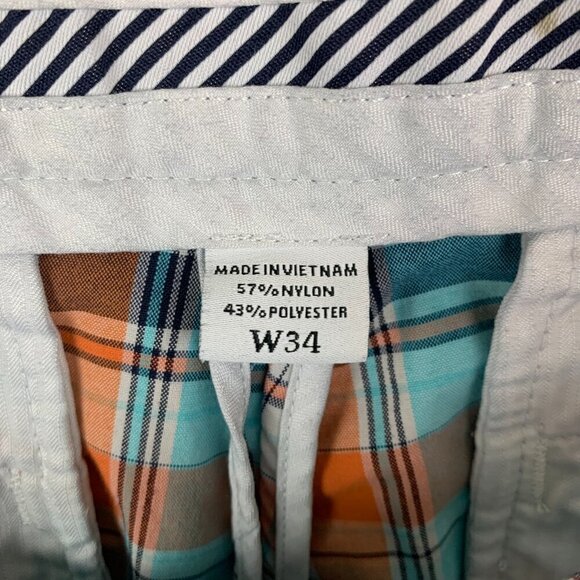 MADE IN VIETNAM
57% NYLON
43% POLYESTER
W34